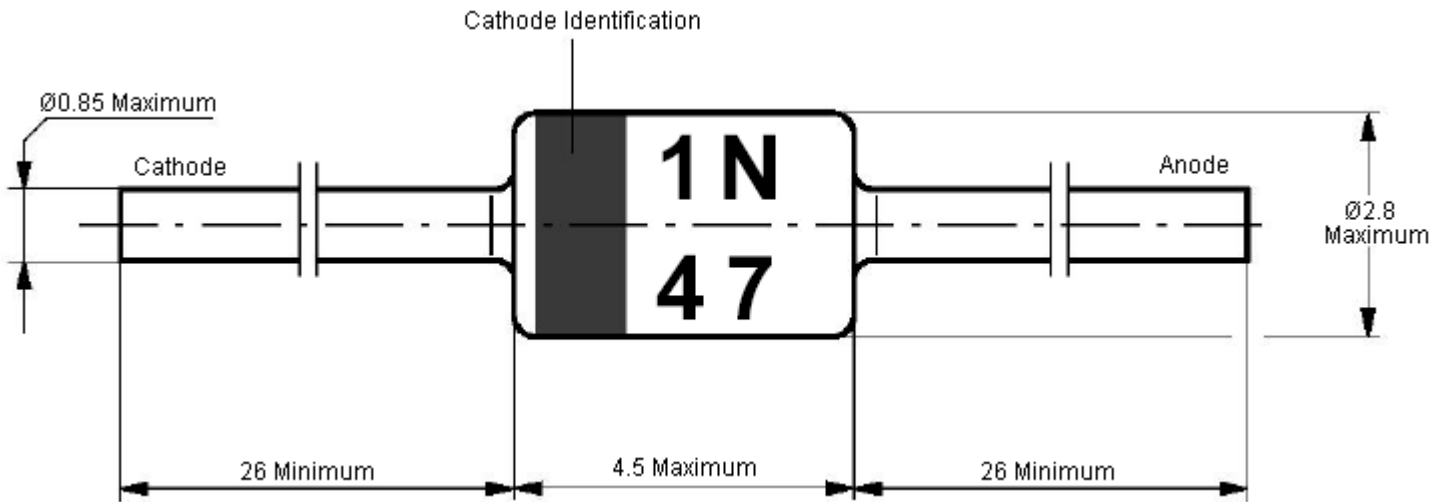 Cathode Identification
Ø0.85 Maximum
Cathode
1N
Anode
Ø2.8
Maximum
47
26 Minimum
4.5 Maximum
26 Minimum